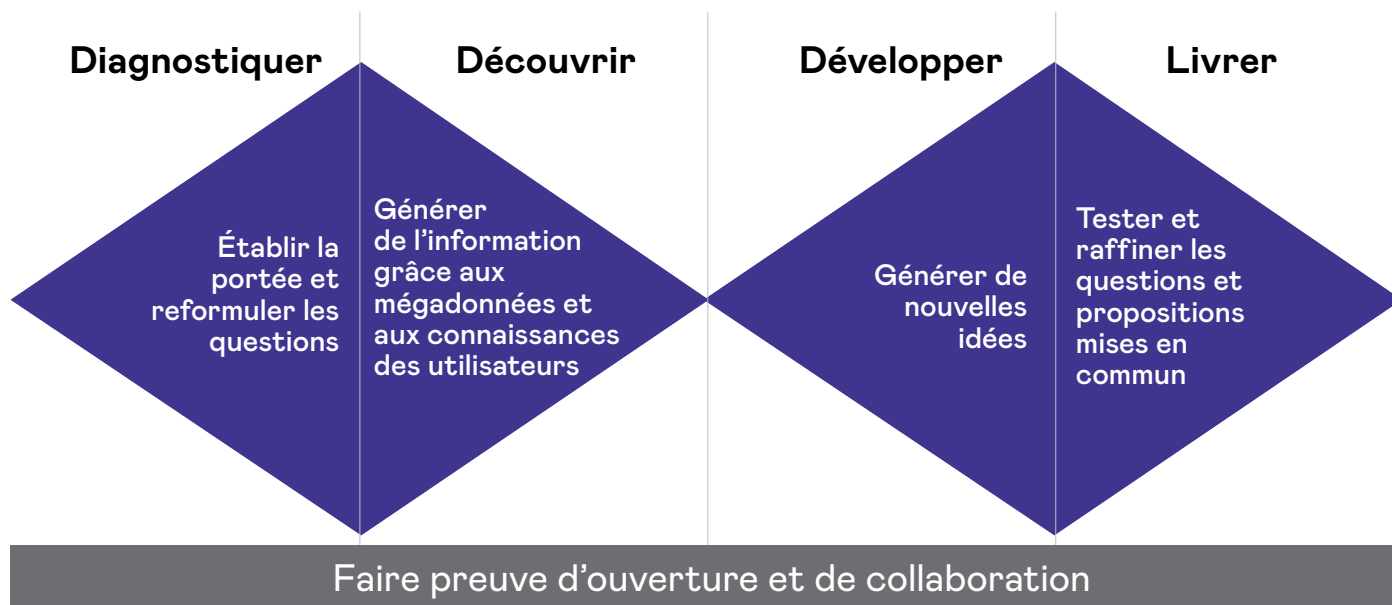 Diagnostiquer
Découvrir
Développer
Livrer
Établir la
portée et
reformuler les
questions
Générer
de l’information
grâce aux
mégadonnées et
aux connaissances
des utilisateurs
Générer de
nouvelles
idées
Tester et
raffiner les
questions et
propositions
mises en
commun
Faire preuve d’ouverture et de collaboration